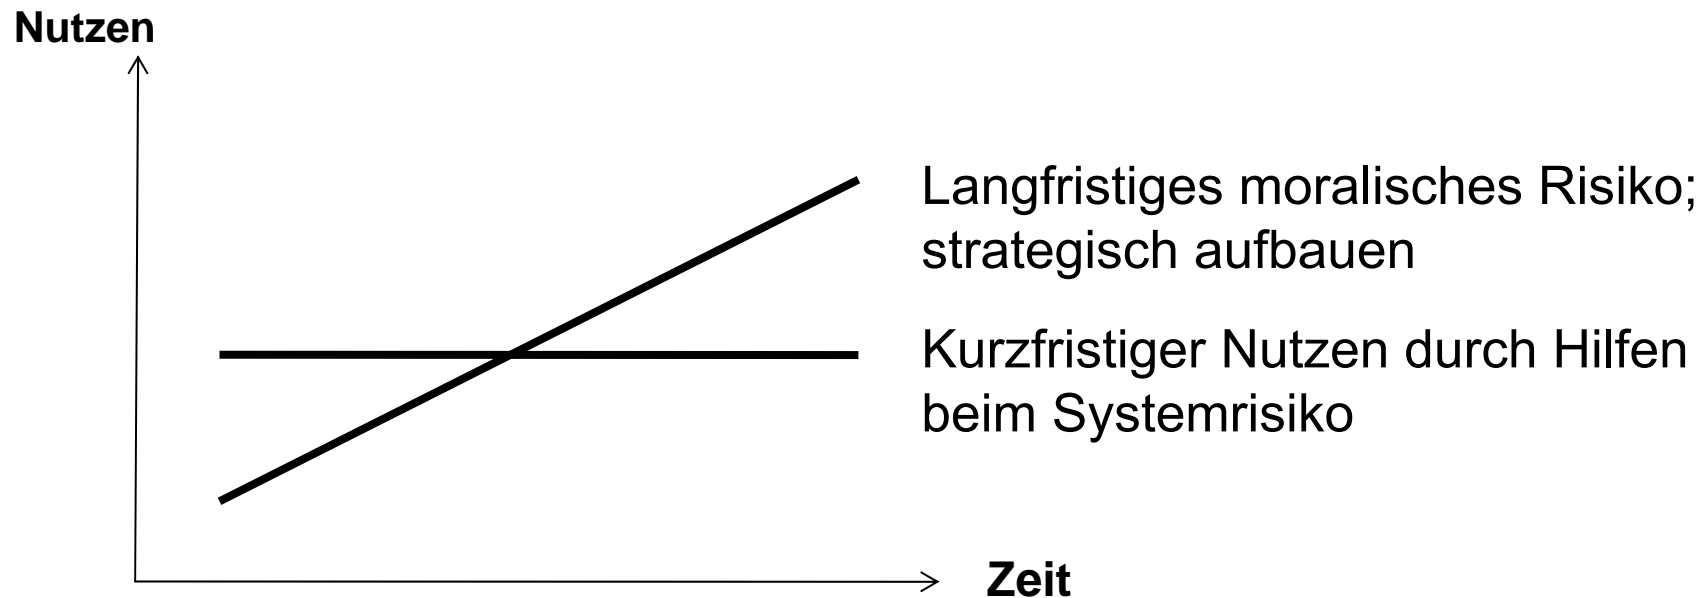 Nutzen
Langfristiges moralisches Risiko;
strategisch aufbauen
Kurzfristiger Nutzen durch Hilfen
beim Systemrisiko
Zeit